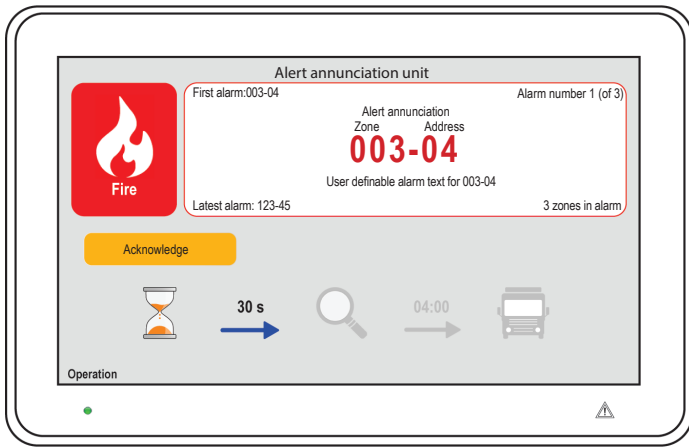 Alert annunciation unit
First alarm:003-04
Alarm number 1 (of 3)
Alert annunciation
Zone Address
003-04
User definable alarm text for 003-04
Latest alarm: 123-45
3 zones in alarm
Fire
Acknowledge
30 s
04:00
Operation